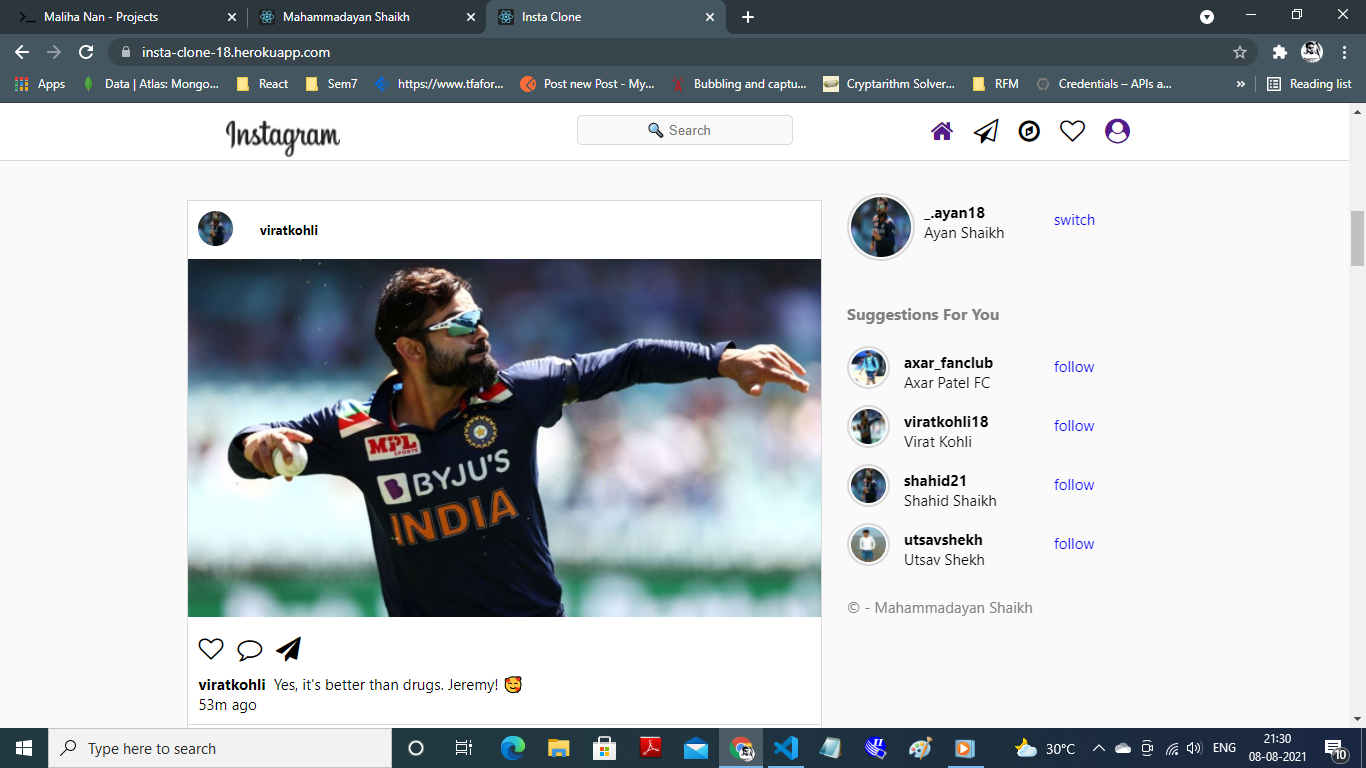 Maliha Nan - Projects
Mahammadayan Shaikh
Insta Clone
insta-clone-18.herokuapp.com
Apps
Data | Atlas: Mongo...
React
Sem7
https://www.tfafor...
Post new Post - My...
Bubbling and captu...
Cryptarithm Solver...
RFM
Credentials – APIs a...
»
Reading list
Instagram
Search
viratkohli
MPL
SPORTS
BYJU'S
INDIA
_.ayan18
Ayan Shaikh
switch
Suggestions For You
axar_fanclub
Axar Patel FC
follow
viratkohli18
Virat Kohli
follow
shahid21
Shahid Shaikh
follow
utsavshekh
Utsav Shekh
follow
© - Mahammadayan Shaikh
viratkohli Yes, it's better than drugs. Jeremy! 🥰
53m ago
Type here to search
30°C
ENG
21:30
08-08-2021
10